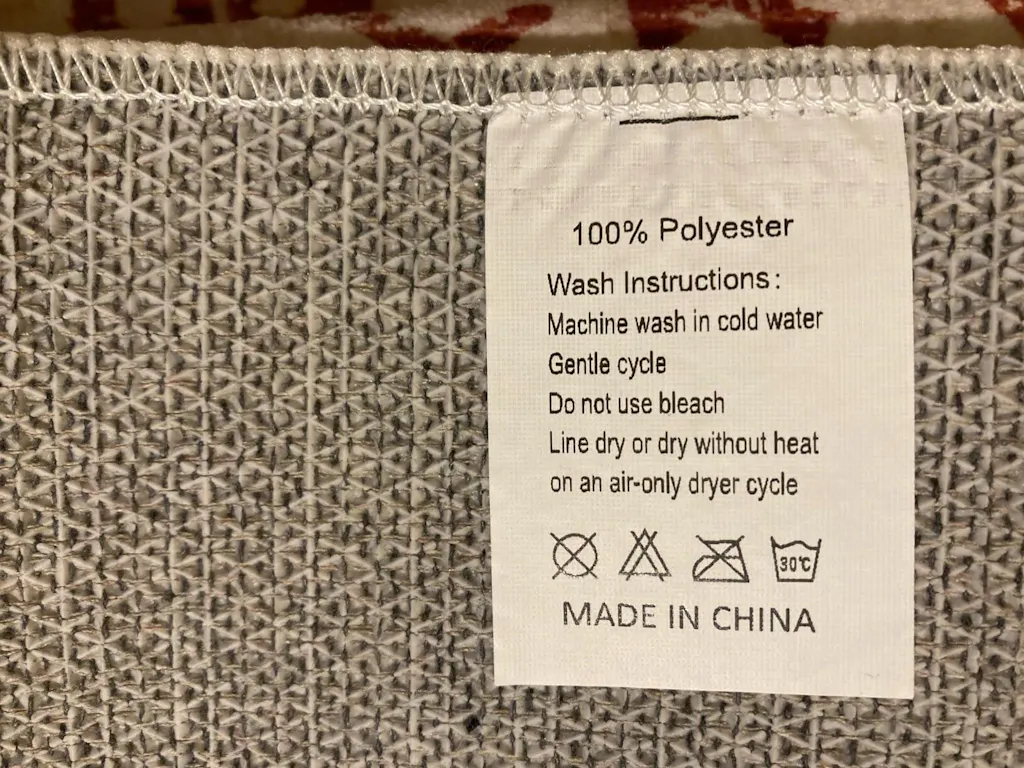 100% Polyester
Wash Instructions:
Machine wash in cold water
Gentle cycle
Do not use bleach
Line dry or dry without heat
on an air-only dryer cycle
30℃
MADE IN CHINA